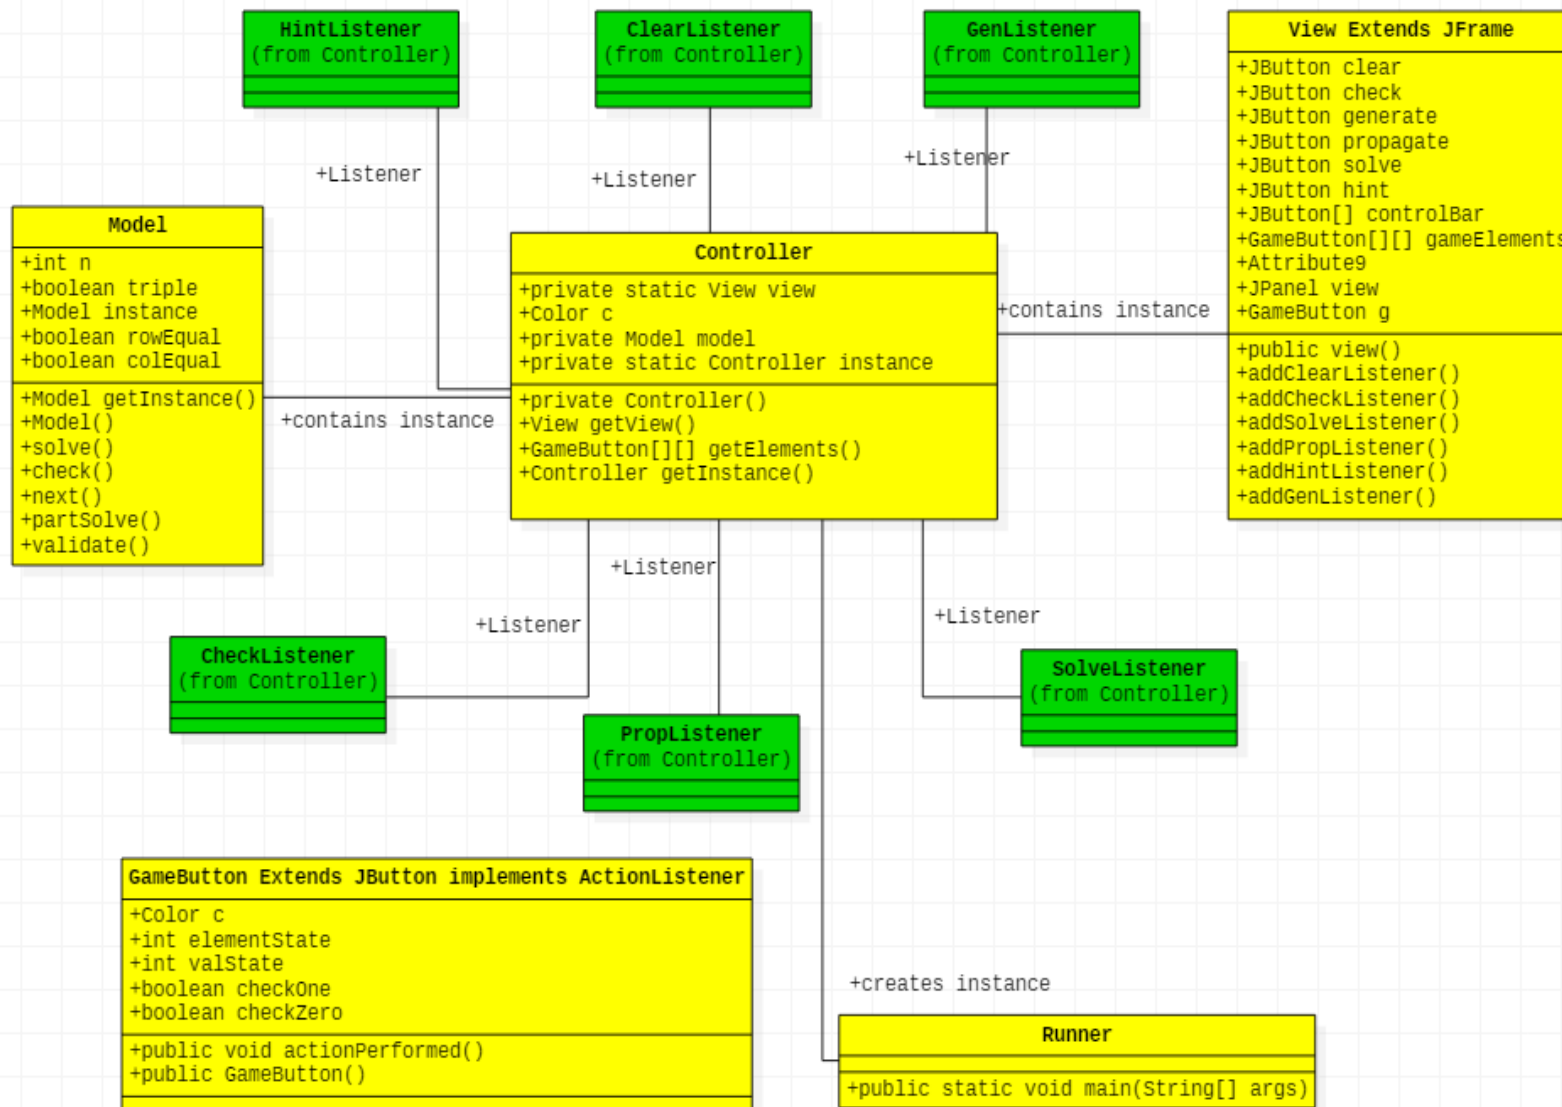 HintListener
(from Controller)
ClearListener
(from Controller)
GenListener
(from Controller)
View Extends JFrame
+JButton clear
+JButton check
+JButton generate
+JButton propagate
+JButton solve
+JButton hint
+JButton[] controlBar
+GameButton[][] gameElements
+Attribute9
+JPanel view
+GameButton g
+public view()
+addClearListener()
+addCheckListener()
+addSolveListener()
+addPropListener()
+addHintListener()
+addGenListener()
+Listener
+Listener
+Listener
Model
+int n
+boolean triple
+Model instance
+boolean rowEqual
+boolean colEqual
+Model getInstance()
+Model()
+solve()
+check()
+next()
+partSolve()
+validate()
+contains instance
Controller
+private static View view
+Color c
+private Model model
+private static Controller instance
+private Controller()
+View getView()
+GameButton[][] getElements()
+Controller getInstance()
+contains instance
+Listener
+Listener
+Listener
CheckListener
(from Controller)
PropListener
(from Controller)
SolveListener
(from Controller)
GameButton Extends JButton implements ActionListener
+Color c
+int elementState
+int valState
+boolean checkOne
+boolean checkZero
+public void actionPerformed()
+public GameButton()
+creates instance
Runner
+public static void main(String[] args)